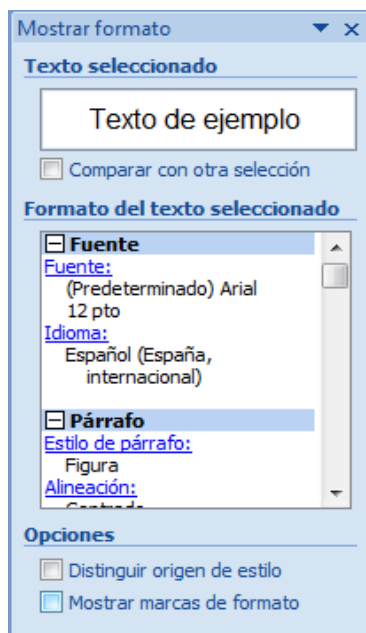 Mostrar formato
Texto seleccionado
Texto de ejemplo
Comparar con otra selección
Formato del texto seleccionado
Fuente
Fuente:
(Predeterminado) Arial
12 pto
Idioma:
Español (España,
internacional)
Párrafo
Estilo de párrafo:
Figura
Alineación:
Centrado
Opciones
Distinguir origen de estilo
Mostrar marcas de formato